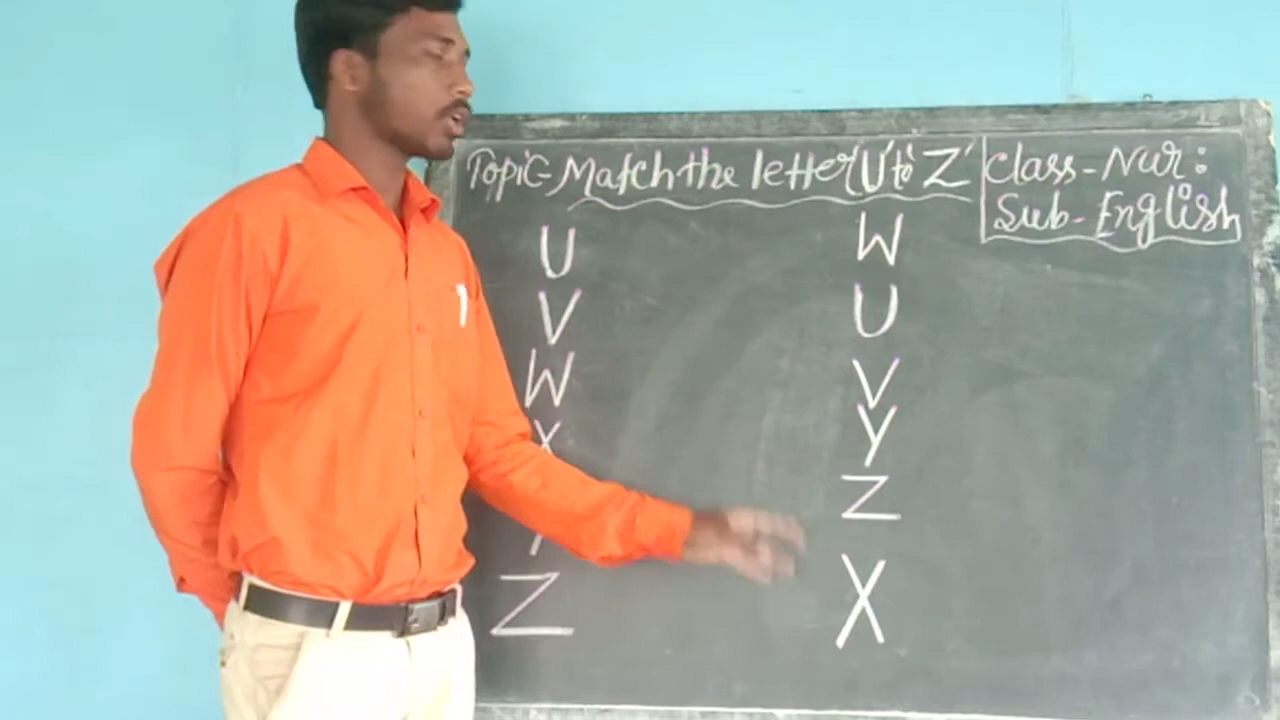 Topic- Match the letter 'U' to 'Z'
Class - Nur:
Sub- English
U W
V U
W V
X Y
Z
Z X